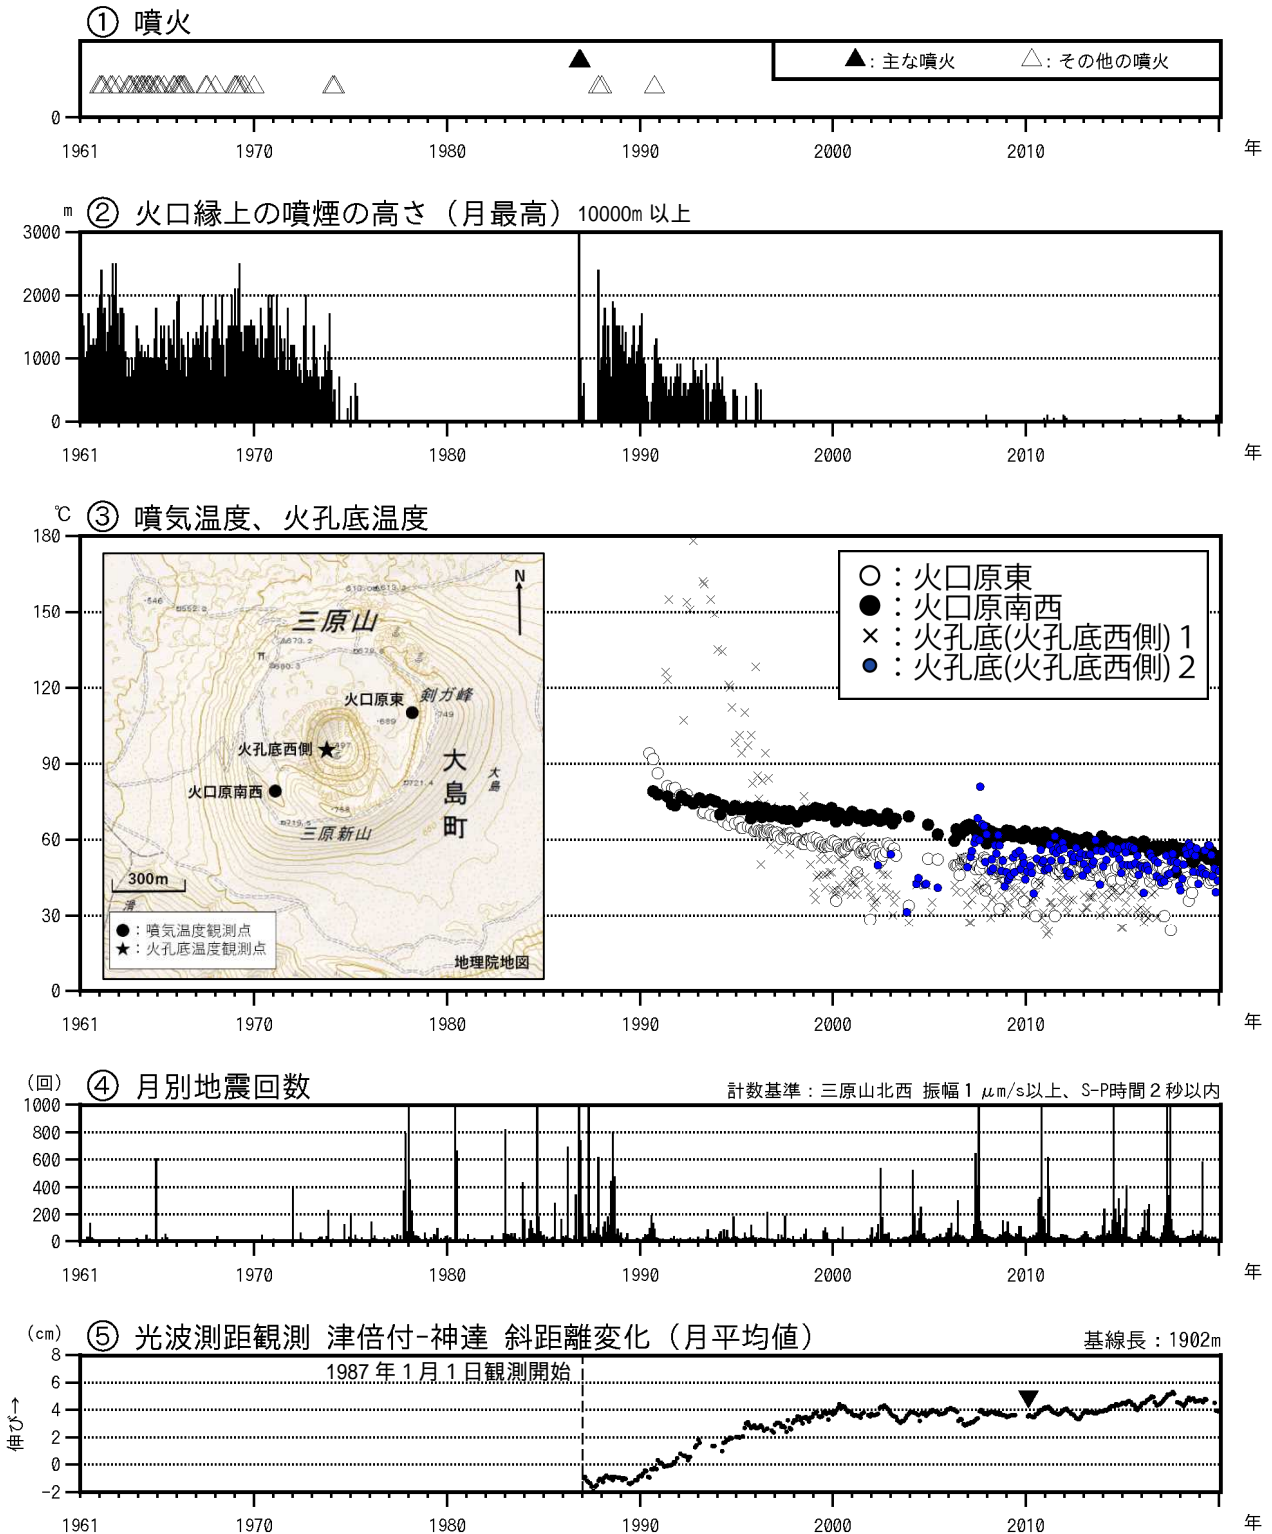 ① 噴火
▲：主な噴火 △：その他の噴火
0
1961 1970 1980 1990 2000 2010 年
m ② 火口縁上の噴煙の高さ（月最高）10000m 以上
3000
2000
1000
0
1961 1970 1980 1990 2000 2010 年
℃ ③ 噴気温度、火孔底温度
180
150
120
90
60
30
0
○：火口原東
●：火口原南西
×：火孔底(火孔底西側)１
●：火孔底(火孔底西側)２
N
三原山
火口原東
剣ガ峰
火孔底西側
火口原南西
三原新山
大島町
大島
300m
●：噴気温度観測点
★：火孔底温度観測点
地理院地図
1961 1970 1980 1990 2000 2010 年
(回) ④ 月別地震回数
計数基準：三原山北西 振幅１μm/s以上、S-P時間２秒以内
1000
800
600
400
200
0
1961 1970 1980 1990 2000 2010 年
(cm) ⑤ 光波測距観測 津倍付-神達 斜距離変化（月平均値）
基線長：1902m
1987 年 1 月 1 日観測開始
8
6
4
2
0
-2
伸び→
1961 1970 1980 1990 2000 2010 年